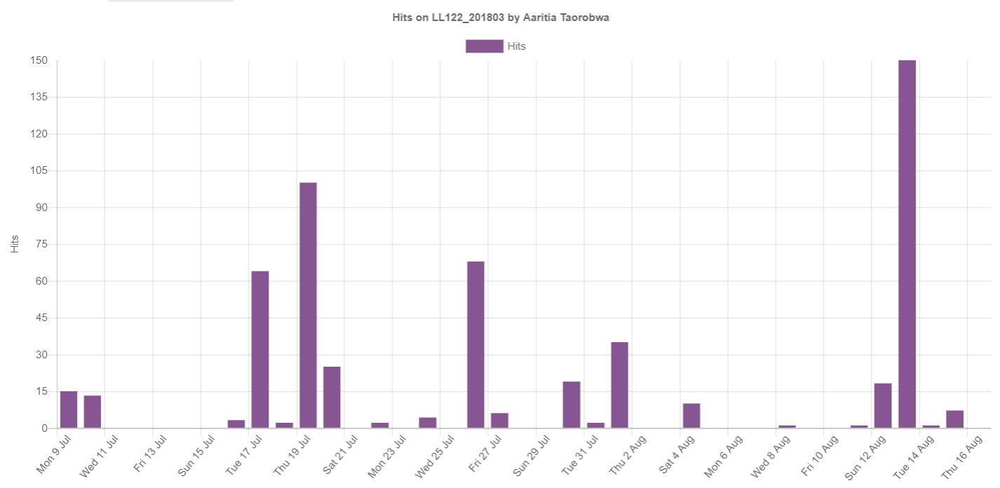 Hits on LL122_201803 by Aaritia Taorobwa
Hits
150
135
120
105
90
75
60
45
30
15
0
Hits
Mon 9 Jul
Wed 11 Jul
Fri 13 Jul
Sun 15 Jul
Tue 17 Jul
Thu 19 Jul
Sat 21 Jul
Mon 23 Jul
Wed 25 Jul
Fri 27 Jul
Sun 29 Jul
Tue 31 Jul
Thu 2 Aug
Sat 4 Aug
Mon 6 Aug
Wed 8 Aug
Fri 10 Aug
Sun 12 Aug
Tue 14 Aug
Thu 16 Aug